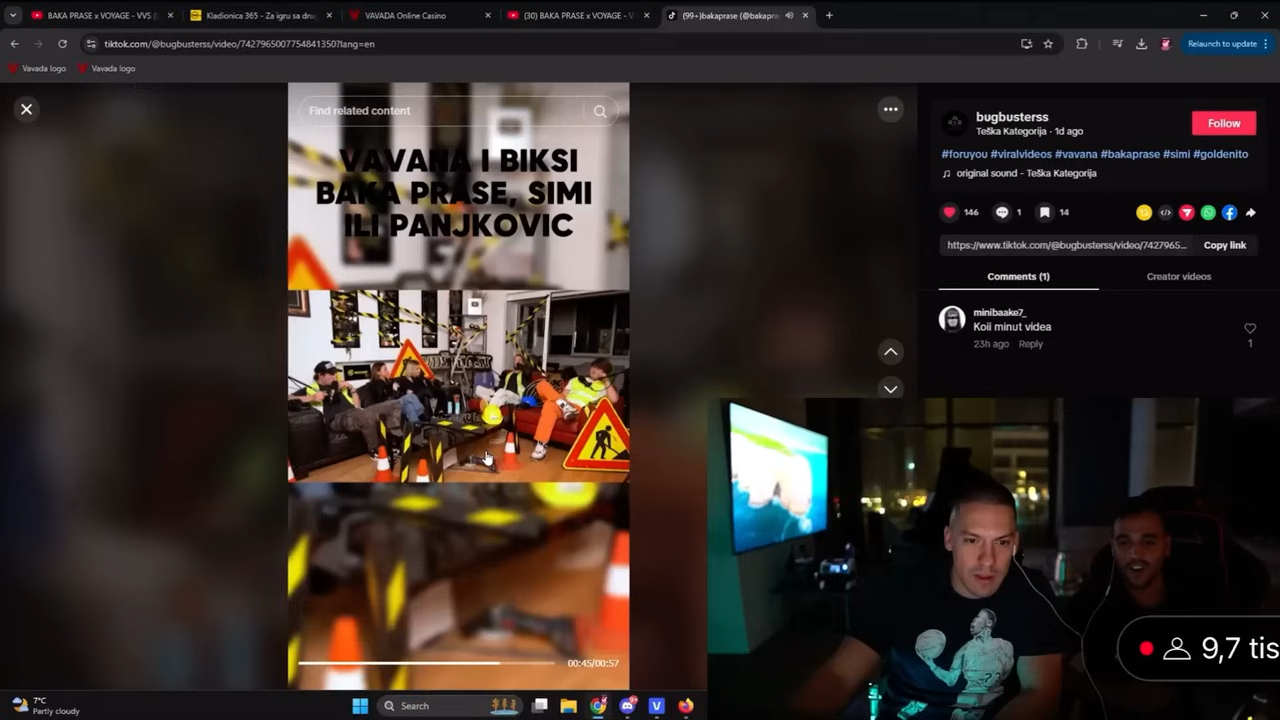 BAKA PRASE x VOYAGE - VVS (
Kladionica 365 - Za igru sa dru
VAVADA Online Casino
(30) BAKA PRASE x VOYAGE - V
(99+)bakaprase (@bakapra
tiktok.com/@bugbusterss/video/7427965007754841350?lang=en
Relaunch to update
Vavada logo
Vavada logo
Find related content
VAVANA I BIKSI
BAKA PRASE, SIMI
ILI PANJKOVIC
00:45/00:57
bugbusterss
Teška Kategorija · 1d ago
Follow
#foruyou #viralvideos #vavana #bakaprase #simi #goldenito
original sound - Teška Kategorija
146
1
14
https://www.tiktok.com/@bugbusterss/video/7427965...
Copy link
Comments (1)
Creator videos
minibaake7_
Koii minut videa
23h ago
Reply
1
9,7 tis
7°C
Partly cloudy
Search